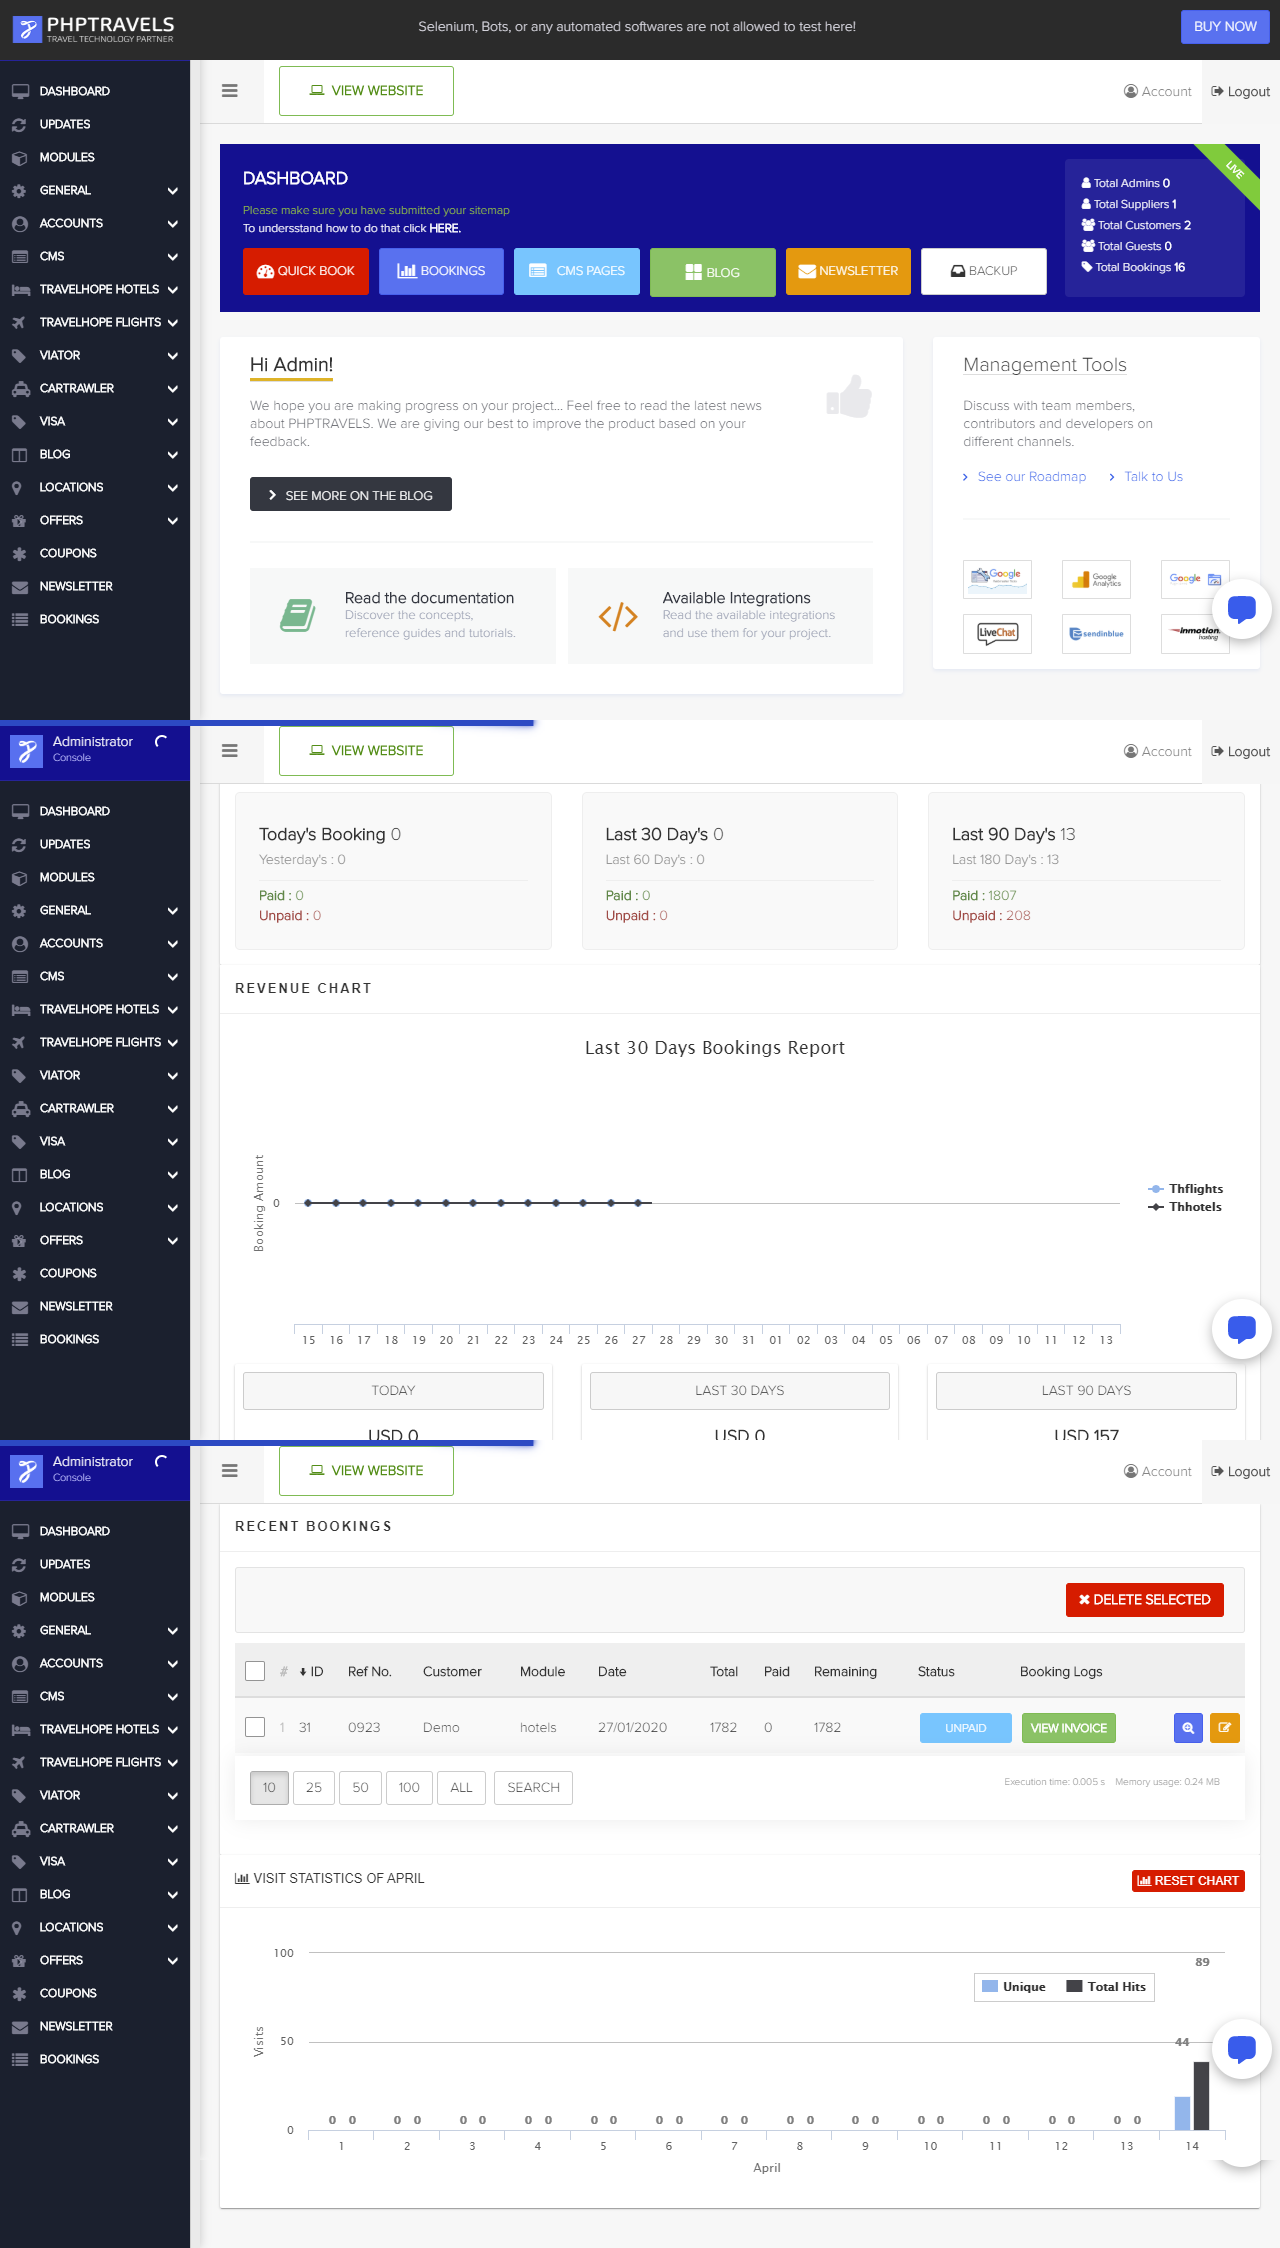 PHPTRAVELS
TRAVEL TECHNOLOGY PARTNER
Selenium, Bots, or any automated softwares are not allowed to test here!
BUY NOW
DASHBOARD
UPDATES
MODULES
GENERAL
ACCOUNTS
CMS
TRAVELHOPE HOTELS
TRAVELHOPE FLIGHTS
VIATOR
CARTRAWLER
VISA
BLOG
LOCATIONS
OFFERS
COUPONS
NEWSLETTER
BOOKINGS
VIEW WEBSITE
Account
Logout
DASHBOARD
Please make sure you have submitted your sitemap
To undersstand how to do that click HERE.
QUICK BOOK
BOOKINGS
CMS PAGES
BLOG
NEWSLETTER
BACKUP
Total Admins 0
Total Suppliers 1
Total Customers 2
Total Guests 0
Total Bookings 16
LIVE
Hi Admin!
We hope you are making progress on your project... Feel free to read the latest news
about PHPTRAVELS. We are giving our best to improve the product based on your
feedback.
SEE MORE ON THE BLOG
Read the documentation
Discover the concepts,
reference guides and tutorials.
Available Integrations
Read the available integrations
and use them for your project.
Management Tools
Discuss with team members,
contributors and developers on
different channels.
See our Roadmap
Talk to Us
Google
Google
Analytics
Google
LiveChat
sendinblue
inmotion
hosting
Administrator
Console
DASHBOARD
UPDATES
MODULES
GENERAL
ACCOUNTS
CMS
TRAVELHOPE HOTELS
TRAVELHOPE FLIGHTS
VIATOR
CARTRAWLER
VISA
BLOG
LOCATIONS
OFFERS
COUPONS
NEWSLETTER
BOOKINGS
VIEW WEBSITE
Account
Logout
Today's Booking 0
Yesterday's : 0
Paid : 0
Unpaid : 0
Last 30 Day's 0
Last 60 Day's : 0
Paid : 0
Unpaid : 0
Last 90 Day's 13
Last 180 Day's : 13
Paid : 1807
Unpaid : 208
REVENUE CHART
Last 30 Days Bookings Report
Booking Amount
0
Thflights
Thhotels
15 16 17 18 19 20 21 22 23 24 25 26 27 28 29 30 31 01 02 03 04 05 06 07 08 09 10 11 12 13
TODAY
USD 0
LAST 30 DAYS
USD 0
LAST 90 DAYS
USD 157
Administrator
Console
DASHBOARD
UPDATES
MODULES
GENERAL
ACCOUNTS
CMS
TRAVELHOPE HOTELS
TRAVELHOPE FLIGHTS
VIATOR
CARTRAWLER
VISA
BLOG
LOCATIONS
OFFERS
COUPONS
NEWSLETTER
BOOKINGS
VIEW WEBSITE
Account
Logout
RECENT BOOKINGS
DELETE SELECTED
# ID Ref No. Customer Module Date Total Paid Remaining Status Booking Logs
1 31 0923 Demo hotels 27/01/2020 1782 0 1782 UNPAID VIEW INVOICE
10 25 50 100 ALL SEARCH
Execution time: 0.005 s Memory usage: 0.24 MB
VISIT STATISTICS OF APRIL
RESET CHART
100
50
0
Visits
Unique
Total Hits
89
44
0 0 0 0 0 0 0 0 0 0 0 0 0 0 0 0 0 0 0 0 0 0 0 0 0 0
1 2 3 4 5 6 7 8 9 10 11 12 13 14
April